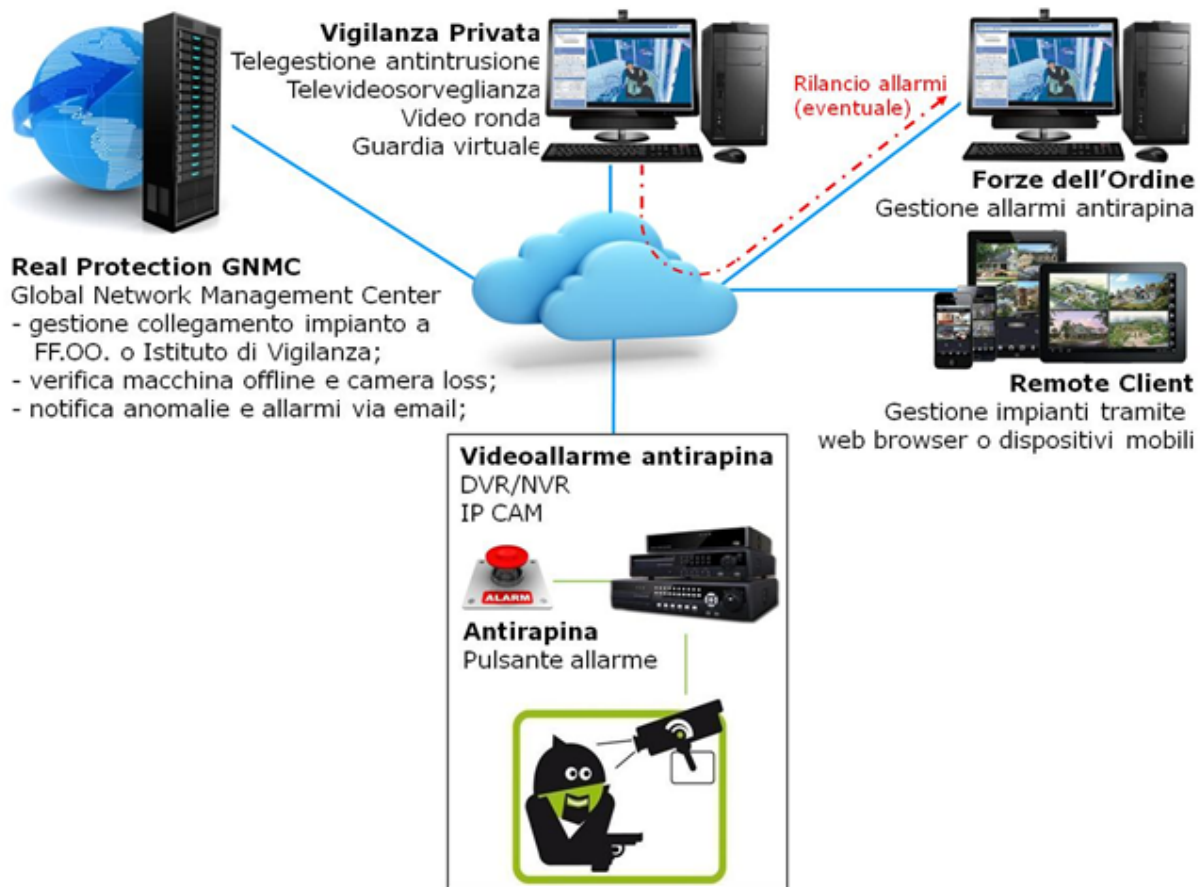 Vigilanza Privata
Telegestione antintrusione
Televideosorveglianza
Video ronda
Guardia virtuale
Rilancio allarmi
(eventuale)
Forze dell'Ordine
Gestione allarmi antirapina
Real Protection GNMC
Global Network Management Center
- gestione collegamento impianto a
FF.OO. o Istituto di Vigilanza;
- verifica macchina offline e camera loss;
- notifica anomalie e allarmi via email;
Remote Client
Gestione impianti tramite
web browser o dispositivi mobili
Videoallarme antirapina
DVR/NVR
IP CAM
ALARM
Antirapina
Pulsante allarme